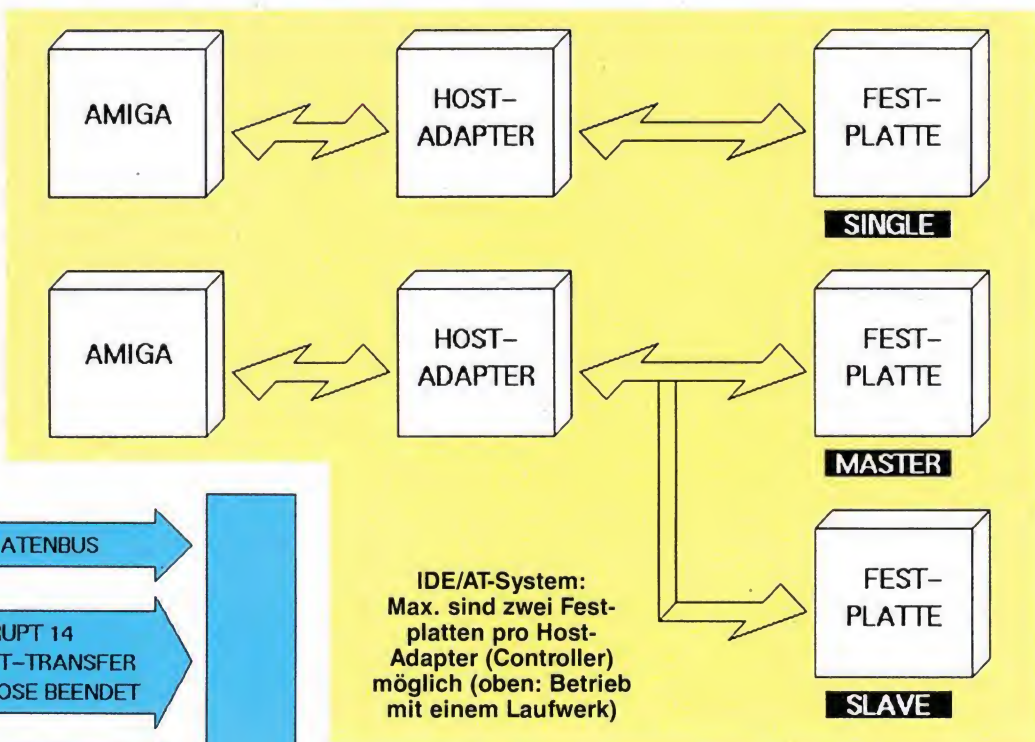 AMIGA
HOST-
ADAPTER
FEST-
PLATTE
SINGLE
AMIGA
HOST-
ADAPTER
FEST-
PLATTE
MASTER
FEST-
PLATTE
SLAVE
ATENBUS
RUPT 14
T-TRANSFER
OSE BEENDET
IDE/AT-System:
Max. sind zwei Fest-
platten pro Host-
Adapter (Controller)
möglich (oben: Betrieb
mit einem Laufwerk)